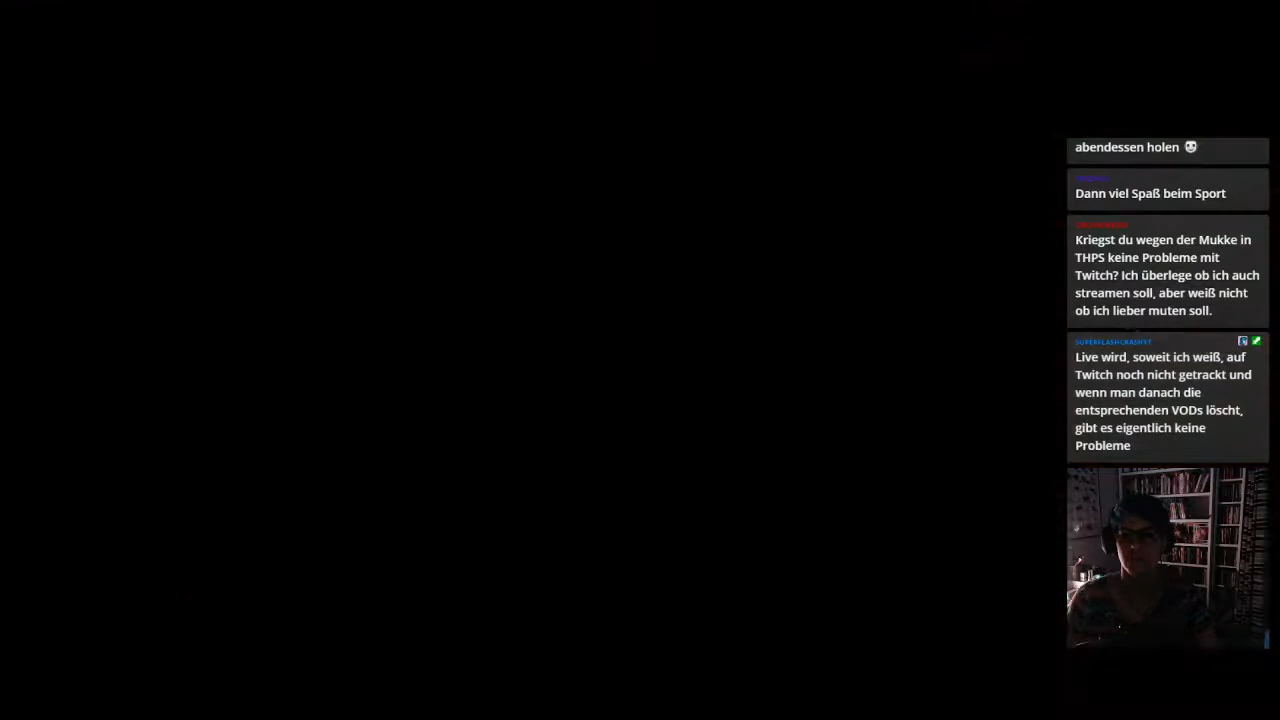 abendessen holen
Dann viel Spaß beim Sport
Kriegst du wegen der Mukke in
THPS keine Probleme mit
Twitch? Ich überlege ob ich auch
streamen soll, aber weiß nicht
ob ich lieber muten soll.
Live wird, soweit ich weiß, auf
Twitch noch nicht getrackt und
wenn man danach die
entsprechenden VODs löscht,
gibt es eigentlich keine
Probleme